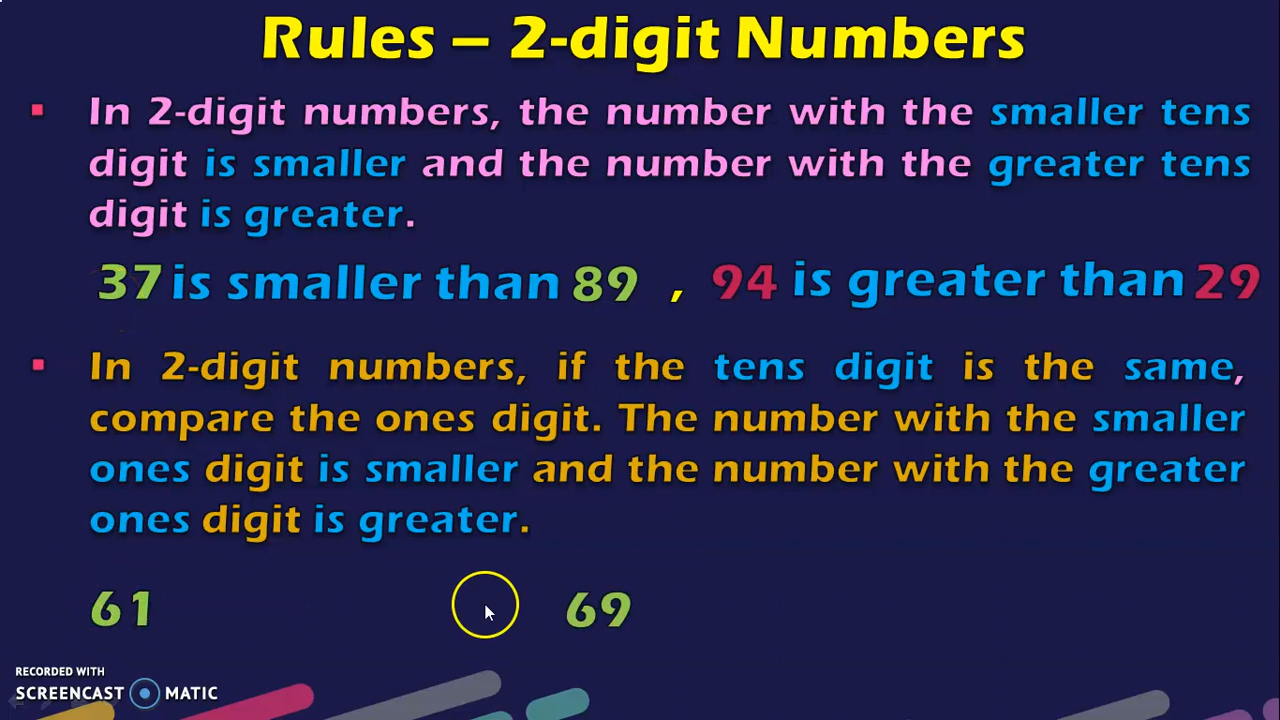 Rules – 2-digit Numbers
In 2-digit numbers, the number with the smaller tens
digit is smaller and the number with the greater tens
digit is greater.
37 is smaller than 89 , 94 is greater than 29
In 2-digit numbers, if the tens digit is the same,
compare the ones digit. The number with the smaller
ones digit is smaller and the number with the greater
ones digit is greater.
61 69
RECORDED WITH
SCREENCAST MATIC